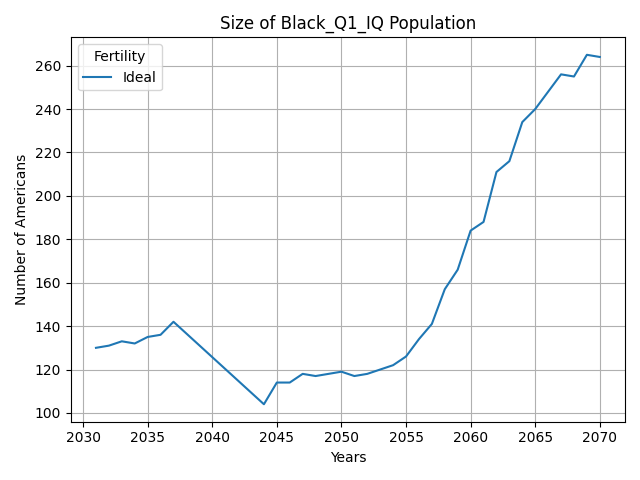 Size of Black_Q1_IQ Population
Fertility
Ideal
Number of Americans
260
240
220
200
180
160
140
120
100
2030 2035 2040 2045 2050 2055 2060 2065 2070
Years